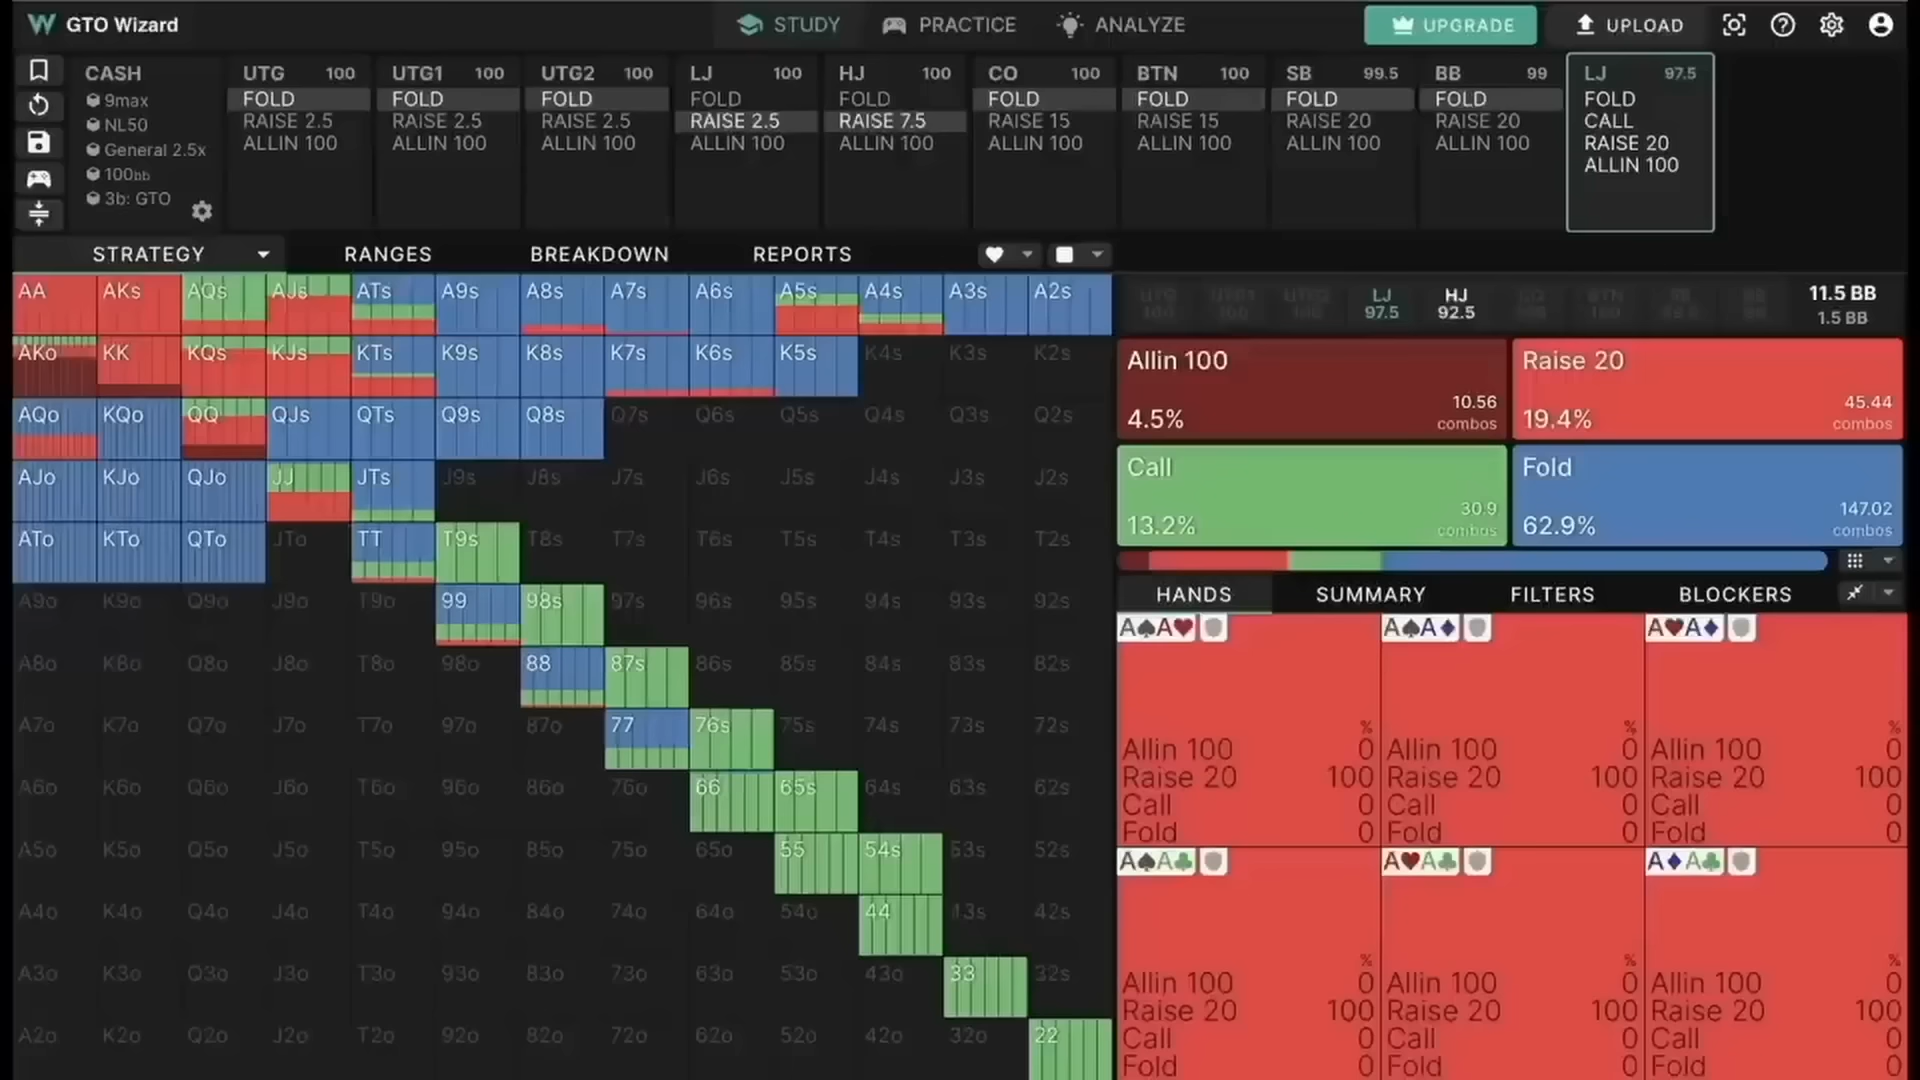 GTO Wizard
STUDY
PRACTICE
ANALYZE
UPGRADE
UPLOAD
CASH
9max
NL50
General 2.5x
100bb
3b: GTO
UTG 100
FOLD
RAISE 2.5
ALLIN 100
UTG1 100
FOLD
RAISE 2.5
ALLIN 100
UTG2 100
FOLD
RAISE 2.5
ALLIN 100
LJ 100
FOLD
RAISE 2.5
ALLIN 100
HJ 100
FOLD
RAISE 7.5
ALLIN 100
CO 100
FOLD
RAISE 15
ALLIN 100
BTN 100
FOLD
RAISE 15
ALLIN 100
SB 99.5
FOLD
RAISE 20
ALLIN 100
BB 99
FOLD
RAISE 20
ALLIN 100
LJ 97.5
FOLD
CALL
RAISE 20
ALLIN 100
STRATEGY RANGES BREAKDOWN REPORTS
AA AKs AQs AJs ATs A9s A8s A7s A6s A5s A4s A3s A2s
AKo KK KQs KJs KTs K9s K8s K7s K6s K5s K4s K3s K2s
AQo KQo QQ QJs QTs Q9s Q8s Q7s Q6s Q5s Q4s Q3s Q2s
AJo KJo QJo JJ JTs J9s J8s J7s J6s J5s J4s J3s J2s
ATo KTo QTo JTo TT T9s T8s T7s T6s T5s T4s T3s T2s
A9o K9o Q9o J9o T9o 99 98s 97s 96s 95s 94s 93s 92s
A8o K8o Q8o J8o T8o 98o 88 87s 86s 85s 84s 83s 82s
A7o K7o Q7o J7o T7o 97o 87o 77 76s 75s 74s 73s 72s
A6o K6o Q6o J6o T6o 96o 86o 76o 66 65s 64s 63s 62s
A5o K5o Q5o J5o T5o 95o 85o 75o 65o 55 54s 53s 52s
A4o K4o Q4o J4o T4o 94o 84o 74o 64o 54o 44 43s 42s
A3o K3o Q3o J3o T3o 93o 83o 73o 63o 53o 43o 33 32s
A2o K2o Q2o J2o T2o 92o 82o 72o 62o 52o 42o 32o 22
LJ
97.5
HJ
92.5
11.5 BB
1.5 BB
Allin 100
4.5%
10.56
combos
Raise 20
19.4%
45.44
combos
Call
13.2%
30.9
combos
Fold
62.9%
147.02
combos
HANDS SUMMARY FILTERS BLOCKERS
A♠A♥
%
Allin 100 0
Raise 20 100
Call 0
Fold 0
A♠A♦
%
Allin 100 0
Raise 20 100
Call 0
Fold 0
A♥A♦
%
Allin 100 0
Raise 20 100
Call 0
Fold 0
A♠A♣
%
Allin 100 0
Raise 20 100
Call 0
Fold 0
A♥A♣
%
Allin 100 0
Raise 20 100
Call 0
Fold 0
A♦A♣
%
Allin 100 0
Raise 20 100
Call 0
Fold 0